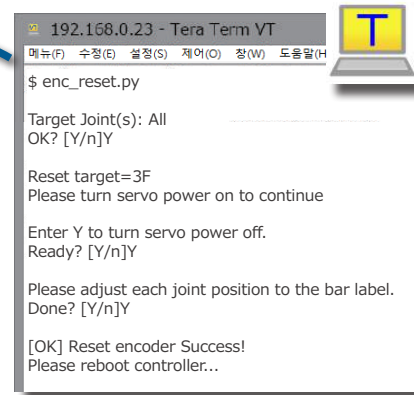 192.168.0.23 - Tera Term VT
T
메뉴(F) 수정(E) 설정(S) 제어(O) 창(W) 도움말(H
$ enc_reset.py
Target Joint(s): All
OK? [Y/n]Y
Reset target=3F
Please turn servo power on to continue
Enter Y to turn servo power off.
Ready? [Y/n]Y
Please adjust each joint position to the bar label.
Done? [Y/n]Y
[OK] Reset encoder Success!
Please reboot controller...